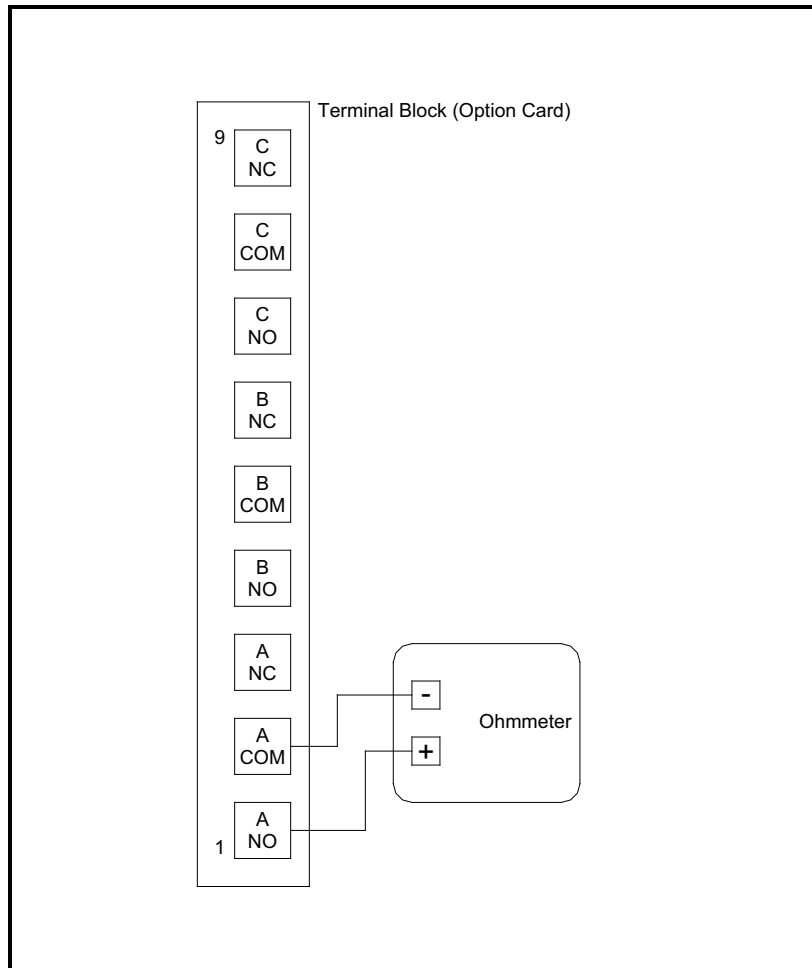 Terminal Block (Option Card)
9
C
NC
C
COM
C
NO
B
NC
B
COM
B
NO
A
NC
A
COM
A
NO
1
-
+
Ohmmeter